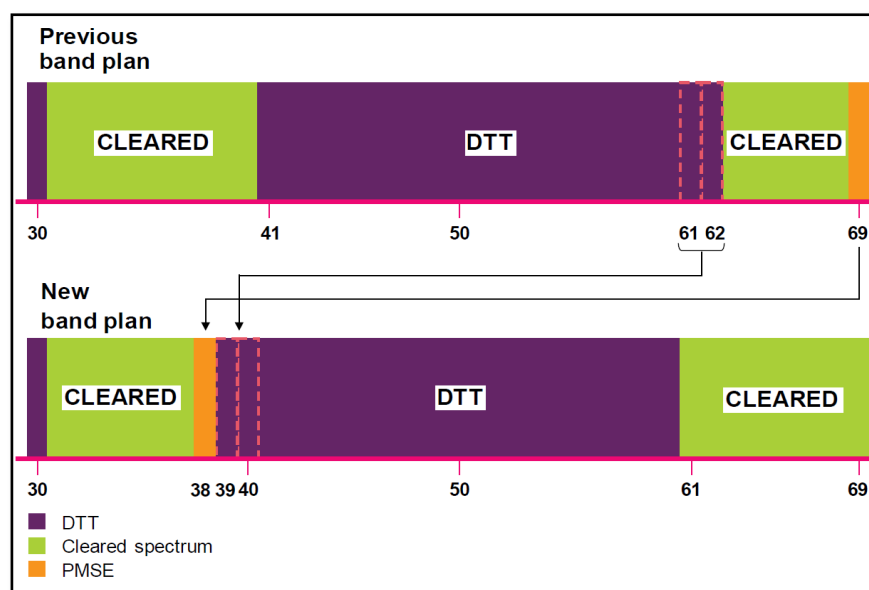 Previous
band plan
CLEARED
DTT
CLEARED
30
41
50
61 62
69
New
band plan
CLEARED
DTT
CLEARED
30
38 39 40
50
61
69
DTT
Cleared spectrum
PMSE